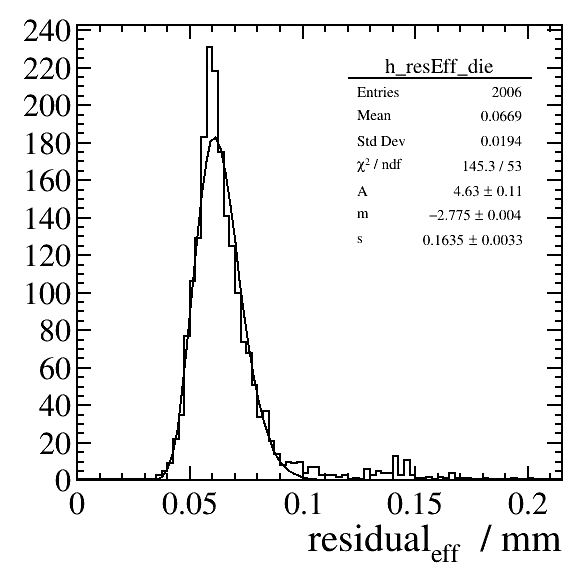 240
220
200
180
160
140
120
100
80
60
40
20
0
h_resEff_die
Entries 2006
Mean 0.0669
Std Dev 0.0194
χ² / ndf 145.3 / 53
A 4.63 ± 0.11
m −2.775 ± 0.004
s 0.1635 ± 0.0033
0 0.05 0.1 0.15 0.2
residual_eff / mm